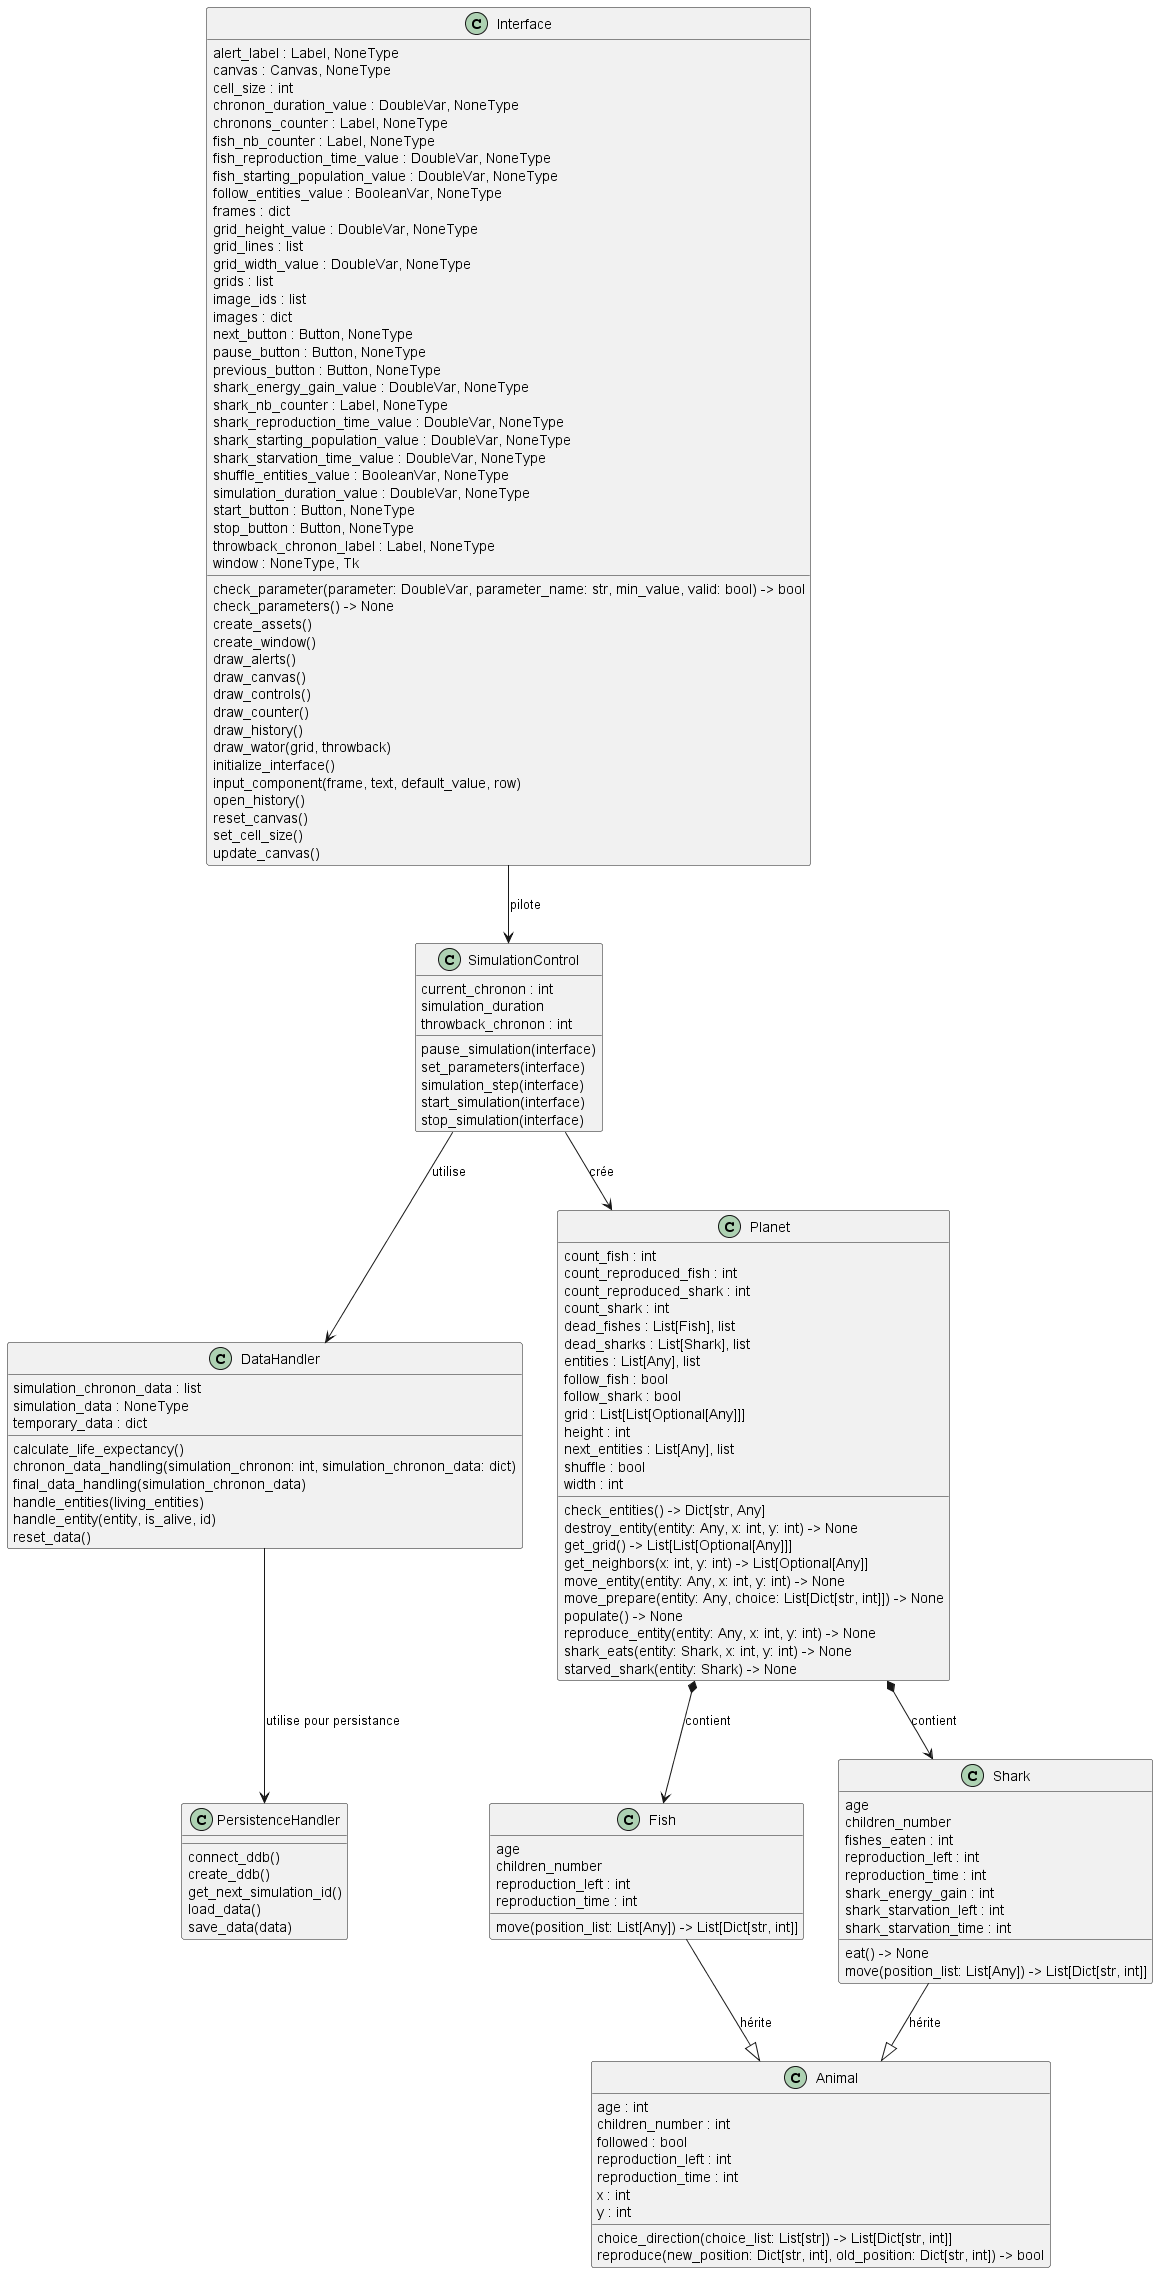 C Interface
alert_label : Label, NoneType
canvas : Canvas, NoneType
cell_size : int
chronon_duration_value : DoubleVar, NoneType
chronons_counter : Label, NoneType
fish_nb_counter : Label, NoneType
fish_reproduction_time_value : DoubleVar, NoneType
fish_starting_population_value : DoubleVar, NoneType
follow_entities_value : BooleanVar, NoneType
frames : dict
grid_height_value : DoubleVar, NoneType
grid_lines : list
grid_width_value : DoubleVar, NoneType
grids : list
image_ids : list
images : dict
next_button : Button, NoneType
pause_button : Button, NoneType
previous_button : Button, NoneType
shark_energy_gain_value : DoubleVar, NoneType
shark_nb_counter : Label, NoneType
shark_reproduction_time_value : DoubleVar, NoneType
shark_starting_population_value : DoubleVar, NoneType
shark_starvation_time_value : DoubleVar, NoneType
shuffle_entities_value : BooleanVar, NoneType
simulation_duration_value : DoubleVar, NoneType
start_button : Button, NoneType
stop_button : Button, NoneType
throwback_chronon_label : Label, NoneType
window : NoneType, Tk
check_parameter(parameter: DoubleVar, parameter_name: str, min_value, valid: bool) -> bool
check_parameters() -> None
create_assets()
create_window()
draw_alerts()
draw_canvas()
draw_controls()
draw_counter()
draw_history()
draw_wator(grid, throwback)
initialize_interface()
input_component(frame, text, default_value, row)
open_history()
reset_canvas()
set_cell_size()
update_canvas()
pilote
C SimulationControl
current_chronon : int
simulation_duration
throwback_chronon : int
pause_simulation(interface)
set_parameters(interface)
simulation_step(interface)
start_simulation(interface)
stop_simulation(interface)
utilise
crée
C Planet
count_fish : int
count_reproduced_fish : int
count_reproduced_shark : int
count_shark : int
dead_fishes : List[Fish], list
dead_sharks : List[Shark], list
entities : List[Any], list
follow_fish : bool
follow_shark : bool
grid : List[List[Optional[Any]]]
height : int
next_entities : List[Any], list
shuffle : bool
width : int
check_entities() -> Dict[str, Any]
destroy_entity(entity: Any, x: int, y: int) -> None
get_grid() -> List[List[Optional[Any]]]
get_neighbors(x: int, y: int) -> List[Optional[Any]]
move_entity(entity: Any, x: int, y: int) -> None
move_prepare(entity: Any, choice: List[Dict[str, int]]) -> None
populate() -> None
reproduce_entity(entity: Any, x: int, y: int) -> None
shark_eats(entity: Shark, x: int, y: int) -> None
starved_shark(entity: Shark) -> None
C DataHandler
simulation_chronon_data : list
simulation_data : NoneType
temporary_data : dict
calculate_life_expectancy()
chronon_data_handling(simulation_chronon: int, simulation_chronon_data: dict)
final_data_handling(simulation_chronon_data)
handle_entities(living_entities)
handle_entity(entity, is_alive, id)
reset_data()
utilise pour persistance
contient
contient
C PersistenceHandler
connect_ddb()
create_ddb()
get_next_simulation_id()
load_data()
save_data(data)
C Fish
age
children_number
reproduction_left : int
reproduction_time : int
move(position_list: List[Any]) -> List[Dict[str, int]]
C Shark
age
children_number
fishes_eaten : int
reproduction_left : int
reproduction_time : int
shark_energy_gain : int
shark_starvation_left : int
shark_starvation_time : int
eat() -> None
move(position_list: List[Any]) -> List[Dict[str, int]]
hérite
hérite
C Animal
age : int
children_number : int
followed : bool
reproduction_left : int
reproduction_time : int
x : int
y : int
choice_direction(choice_list: List[str]) -> List[Dict[str, int]]
reproduce(new_position: Dict[str, int], old_position: Dict[str, int]) -> bool